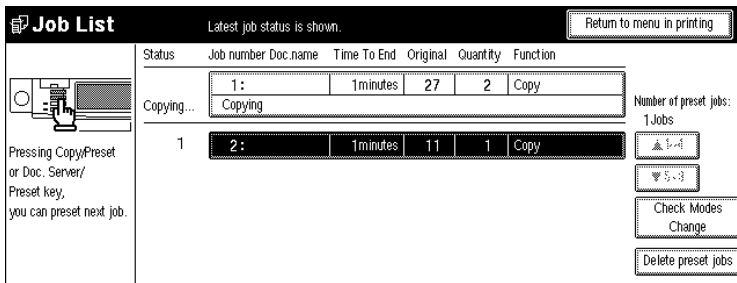 Job List
Latest job status is shown.
Return to menu in printing
Status Job number Doc.name Time To End Original Quantity Function
1: 1minutes 27 2 Copy
Copying... Copying
1 2: 1minutes 11 1 Copy
Pressing Copy/Preset
or Doc. Server/
Preset key,
you can preset next job.
Number of preset jobs:
1Jobs
Check Modes
Change
Delete preset jobs